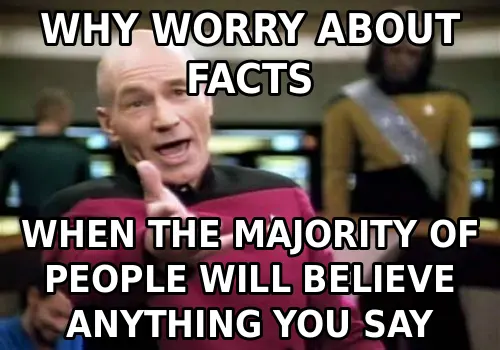 WHY WORRY ABOUT
FACTS
WHEN THE MAJORITY OF
PEOPLE WILL BELIEVE
ANYTHING YOU SAY